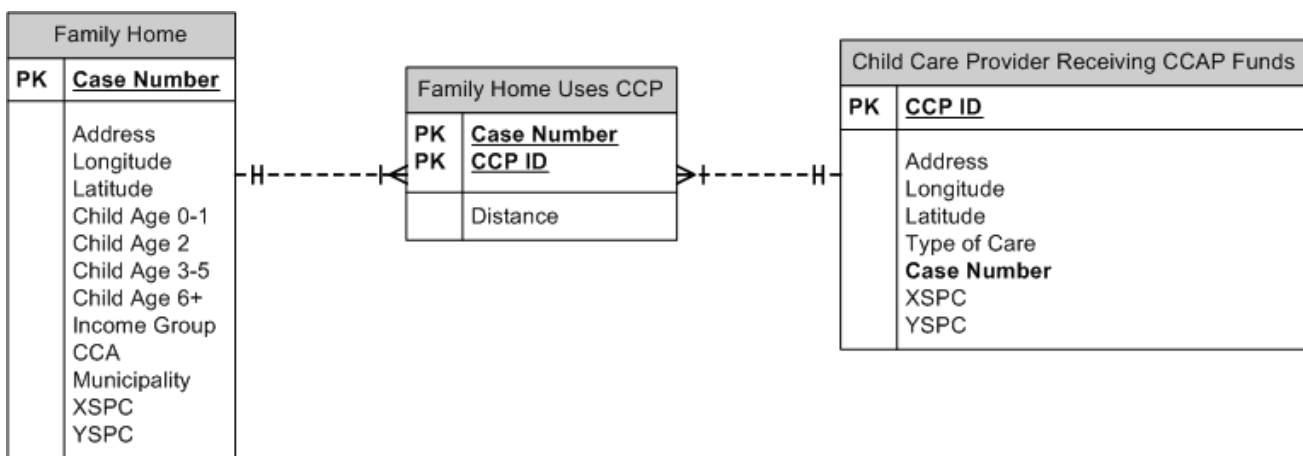 Family Home
PK Case Number
Address
Longitude
Latitude
Child Age 0-1
Child Age 2
Child Age 3-5
Child Age 6+
Income Group
CCA
Municipality
XSPC
YSPC
Family Home Uses CCP
PK Case Number
PK CCP ID
Distance
Child Care Provider Receiving CCAP Funds
PK CCP ID
Address
Longitude
Latitude
Type of Care
Case Number
XSPC
YSPC